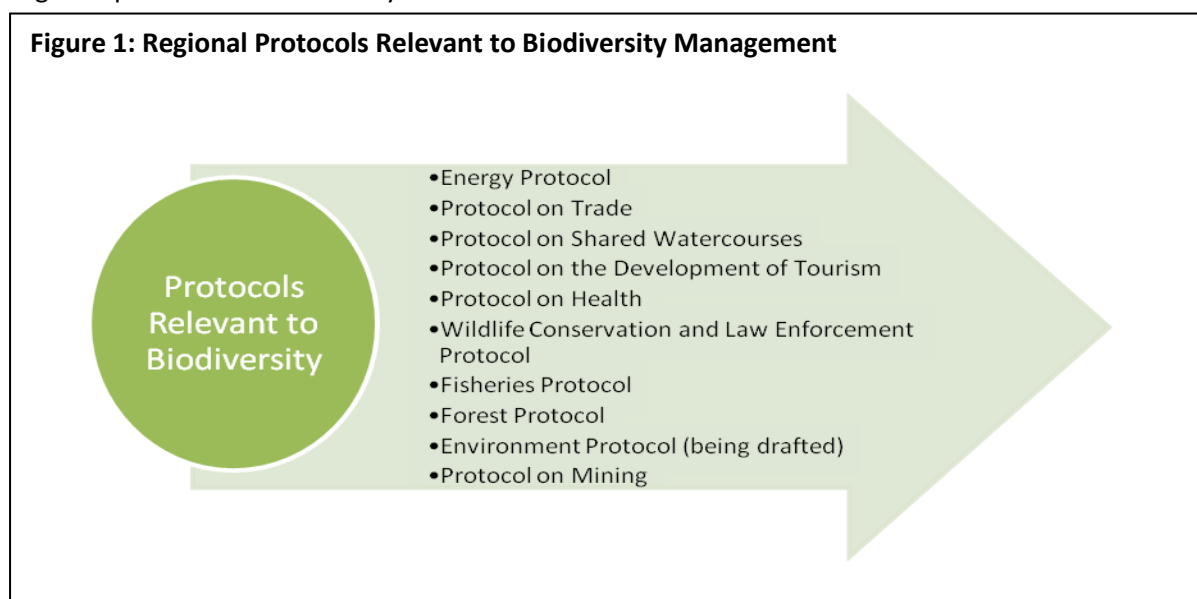 Figure 1: Regional Protocols Relevant to Biodiversity Management
Protocols
Relevant to
Biodiversity
•Energy Protocol
•Protocol on Trade
•Protocol on Shared Watercourses
•Protocol on the Development of Tourism
•Protocol on Health
•Wildlife Conservation and Law Enforcement
Protocol
•Fisheries Protocol
•Forest Protocol
•Environment Protocol (being drafted)
•Protocol on Mining